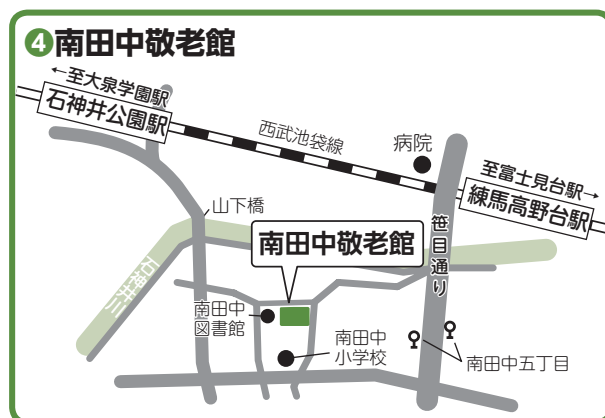 ④南田中敬老館
←至大泉学園駅
石神井公園駅
西武池袋線
病院
至富士見台駅→
練馬高野台駅
山下橋
笹目通り
南田中敬老館
石神井川
南田中
図書館
南田中
小学校
南田中五丁目